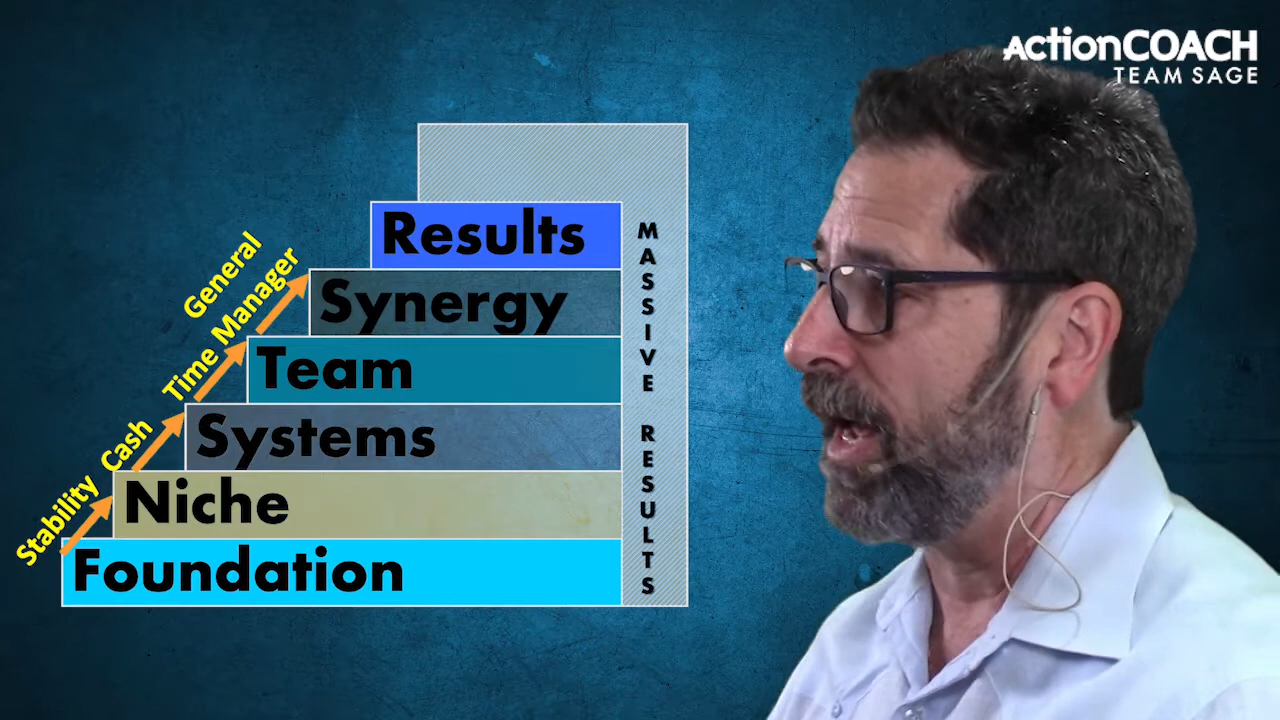 ActionCOACH
TEAM SAGE
Results
Synergy
Team
Systems
Niche
Foundation
Stability
Cash
Time
General
Manager
MASSIVE RESULTS